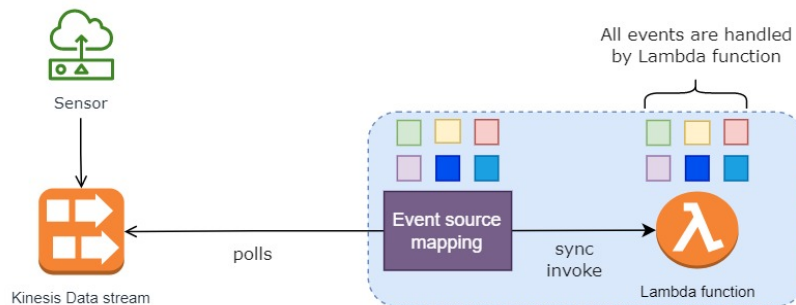 All events are handled
by Lambda function
Sensor
Event source
mapping
polls
sync
invoke
Kinesis Data stream
Lambda function